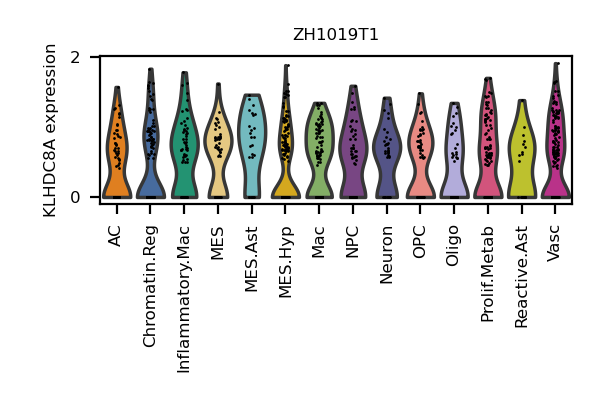 ZH1019T1
KLHDC8A expression
2
0
AC
Chromatin.Reg
Inflammatory.Mac
MES
MES.Ast
MES.Hyp
Mac
NPC
Neuron
OPC
Oligo
Prolif.Metab
Reactive.Ast
Vasc